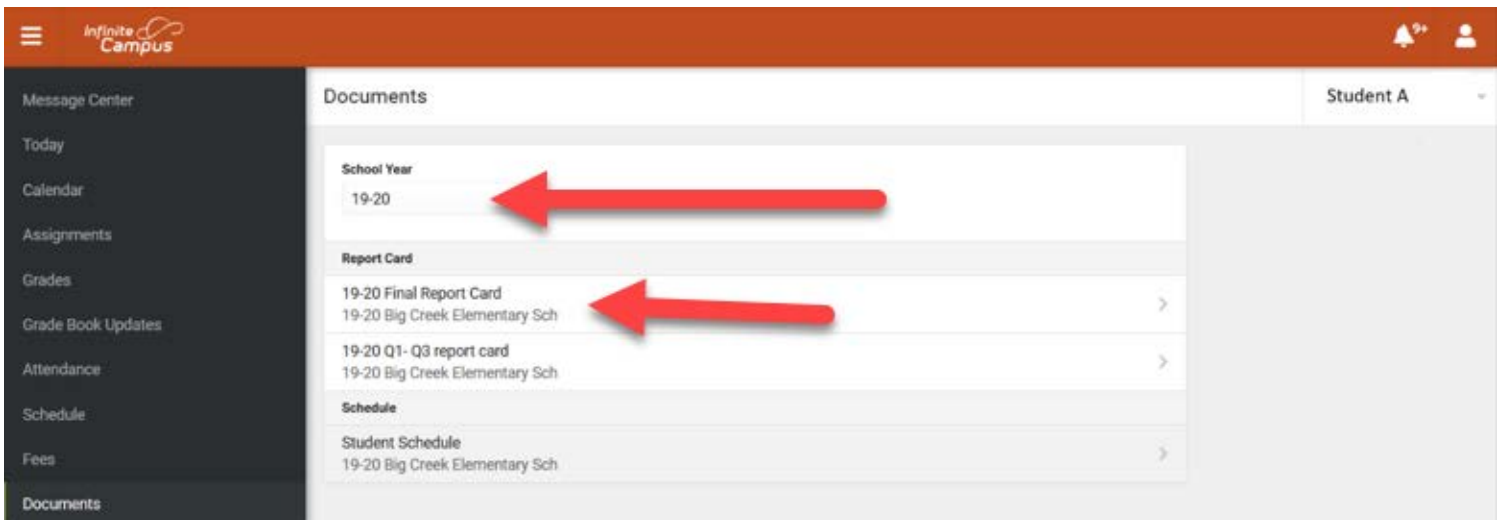 Infinite
Campus
9+
Message Center
Today
Calendar
Assignments
Grades
Grade Book Updates
Attendance
Schedule
Fees
Documents
Documents
Student A
School Year
19-20
Report Card
19-20 Final Report Card
19-20 Big Creek Elementary Sch
19-20 Q1- Q3 report card
19-20 Big Creek Elementary Sch
Schedule
Student Schedule
19-20 Big Creek Elementary Sch